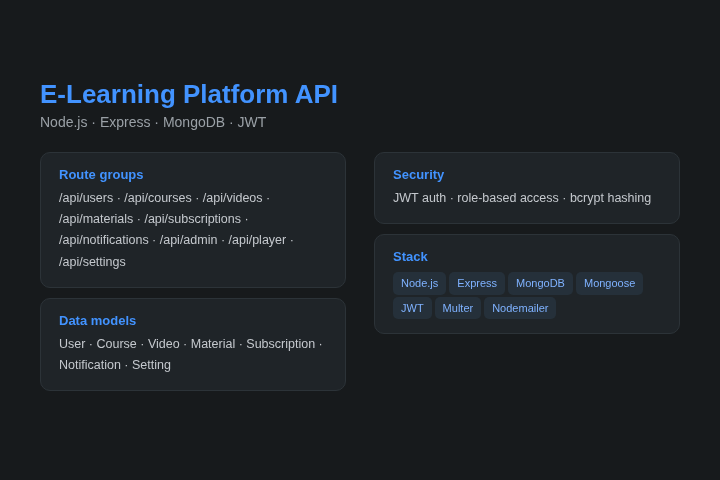 E-Learning Platform API
Node.js · Express · MongoDB · JWT
Route groups
/api/users · /api/courses · /api/videos ·
/api/materials · /api/subscriptions ·
/api/notifications · /api/admin · /api/player ·
/api/settings
Data models
User · Course · Video · Material · Subscription ·
Notification · Setting
Security
JWT auth · role-based access · bcrypt hashing
Stack
Node.js Express MongoDB Mongoose
JWT Multer Nodemailer